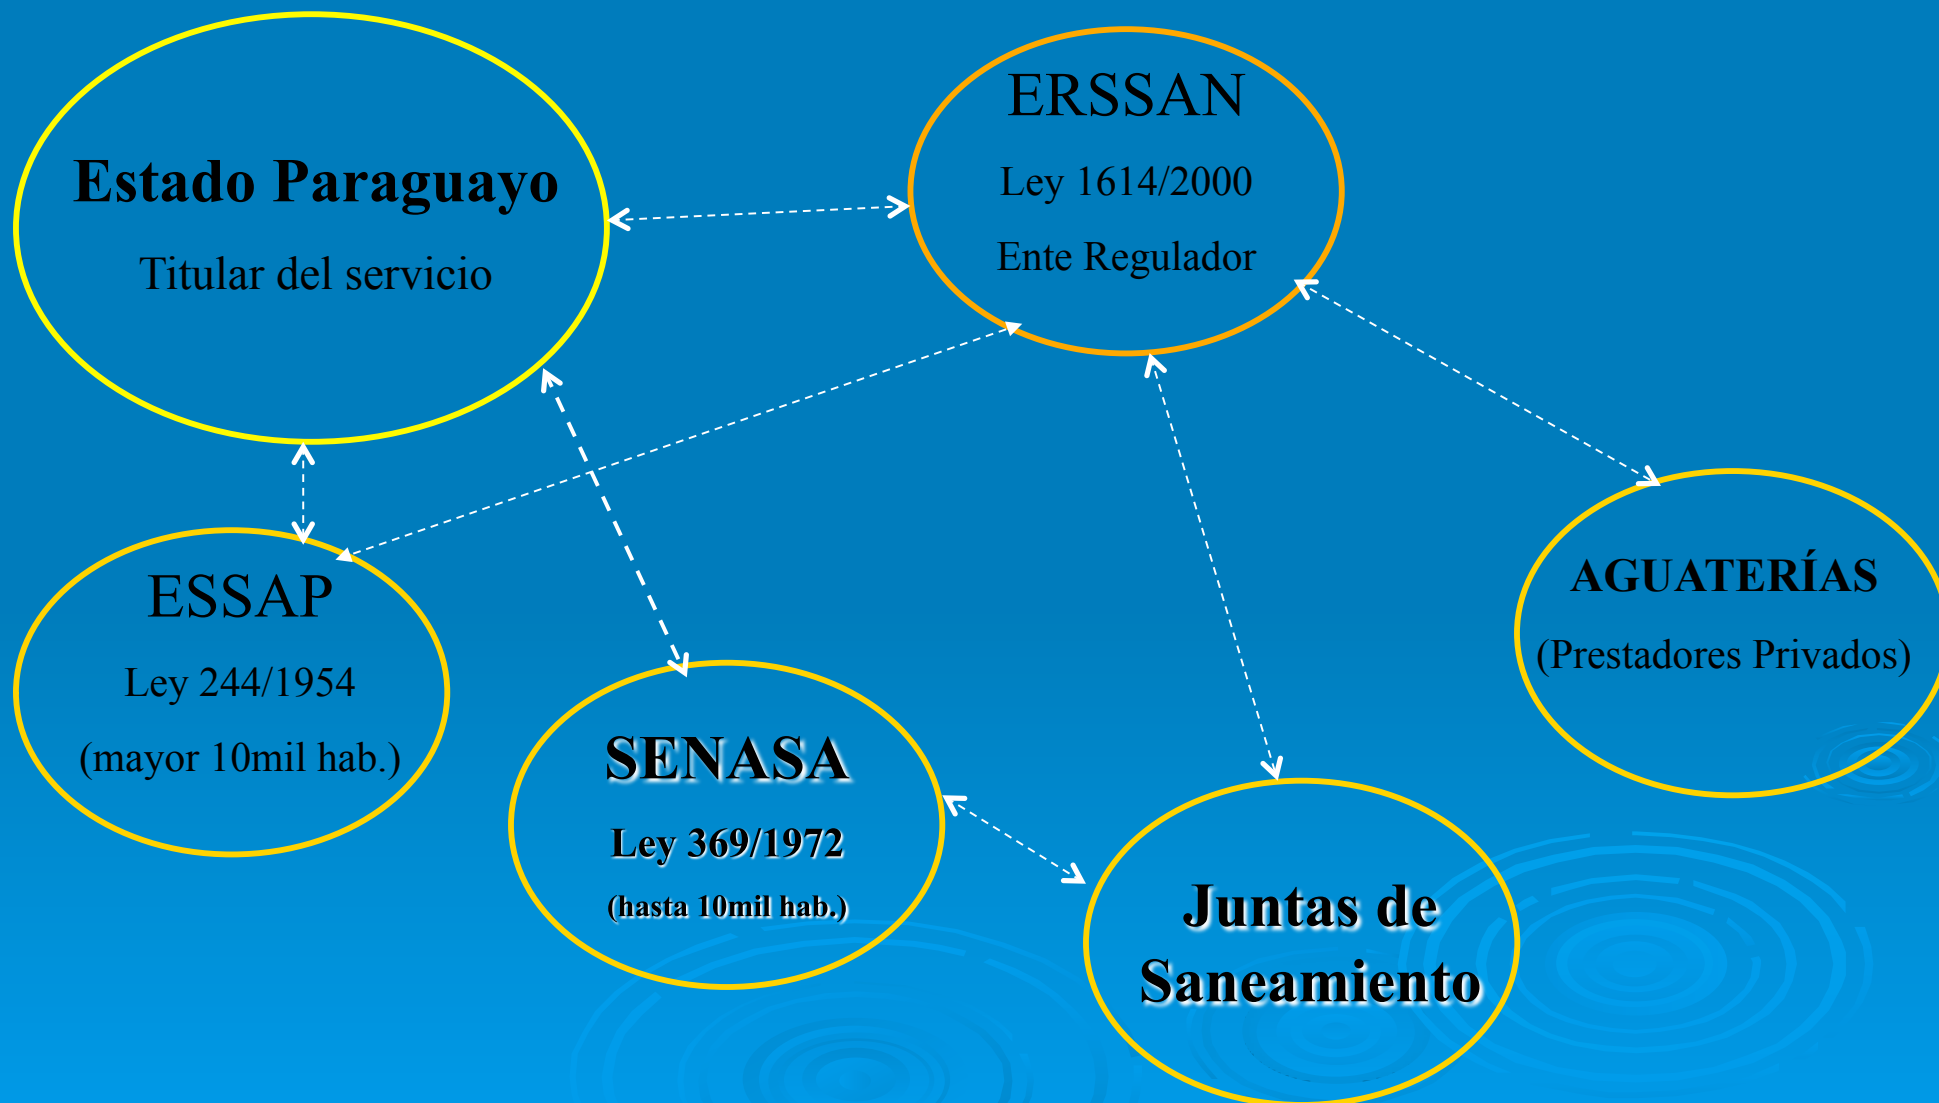 Estado Paraguayo
Titular del servicio
ERSSAN
Ley 1614/2000
Ente Regulador
ESSAP
Ley 244/1954
(mayor 10mil hab.)
SENASA
Ley 369/1972
(hasta 10mil hab.)
Juntas de
Saneamiento
AGUATERÍAS
(Prestadores Privados)